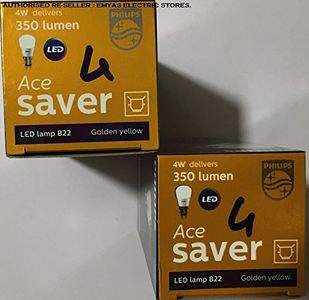 AUTHORISED RE-SELLER : EMYAS ELECTRIC STORES.
4W delivers
350 lumen
PHILIPS
LED
4
Ace
saver
LED lamp B22
Golden yellow
4W delivers
350 lumen
PHILIPS
LED
4
Ace
saver
LED lamp B22
Golden yellow